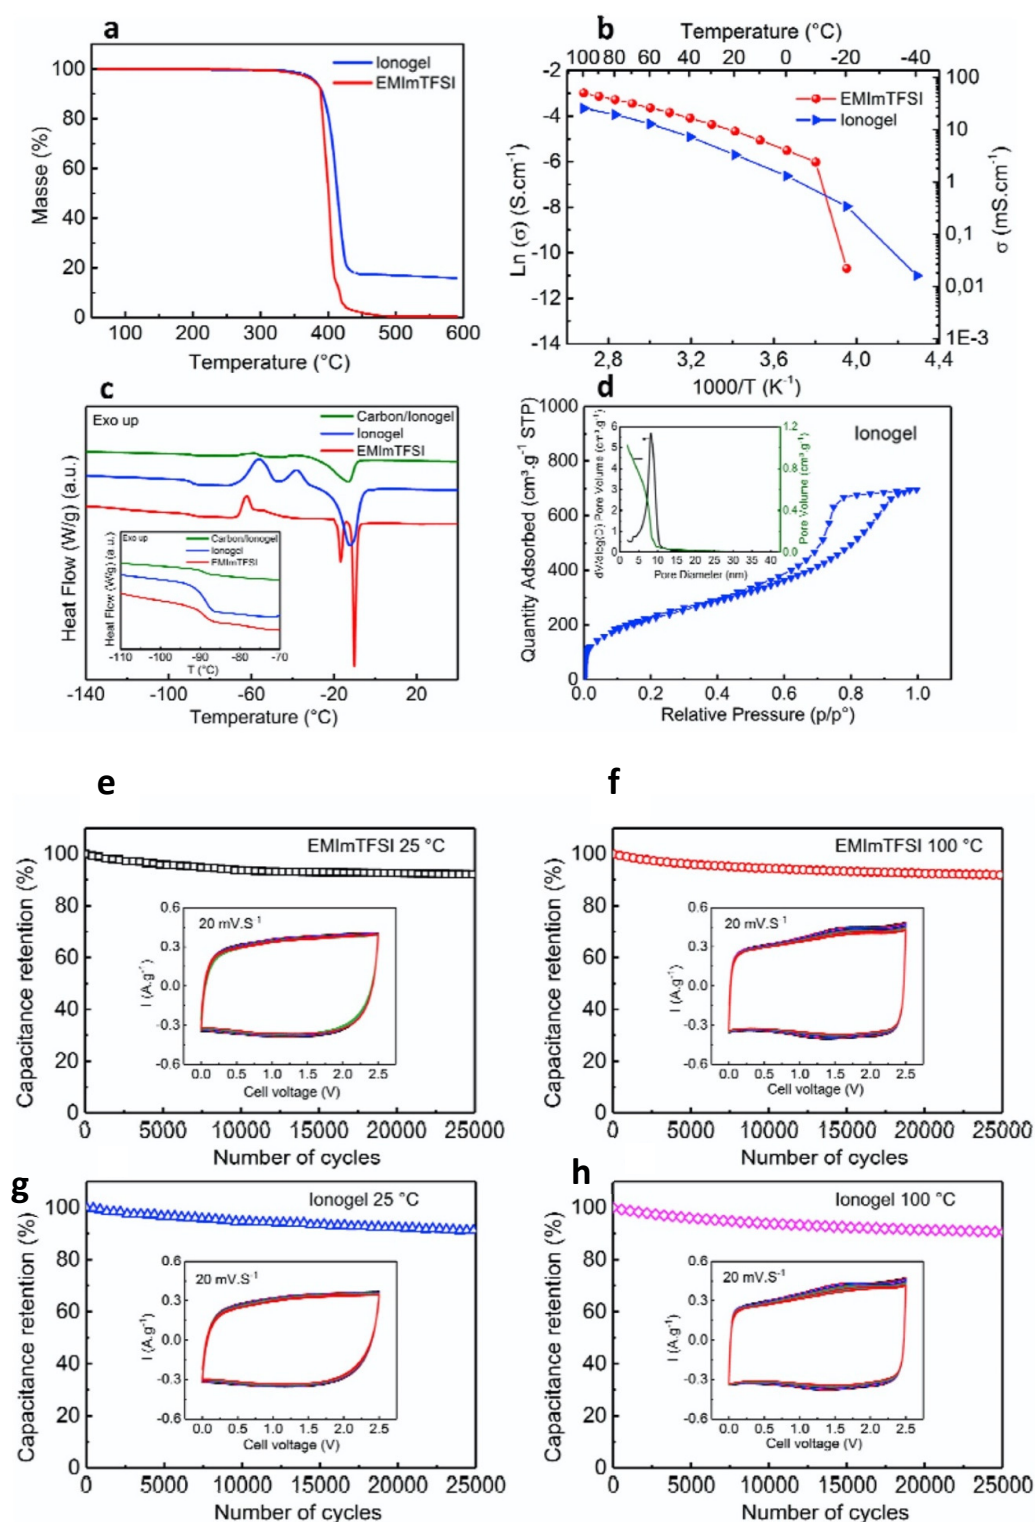 a
Ionogel
EMImTFSI
100
80
60
40
20
0
Masse (%)
100 200 300 400 500 600
Temperature (°C)
b
Temperature (°C)
100 80 60 40 20 0 -20 -40
EMImTFSI
Ionogel
-2
-4
-6
-8
-10
-12
-14
Ln (σ) (S.cm⁻¹)
100
10
1
0,1
0,01
1E-3
σ (mS.cm⁻¹)
2,8 3,2 3,6 4,0 4,4
1000/T (K⁻¹)
c
Exo up
Carbon/Ionogel
Ionogel
EMImTFSI
Heat Flow (W/g) (a.u.)
Exo up
Carbon/Ionogel
Ionogel
EMImTFSI
Heat Flow (W/g) (a.u.)
-110 -100 -90 -80 -70
T (°C)
-140 -100 -60 -20 20
Temperature (°C)
d
Ionogel
1000
800
600
400
200
0
Quantity Adsorbed (cm³.g⁻¹ STP)
6
5
4
3
2
1
0
dV/dlog(D) Pore Volume (cm³.g⁻¹)
1.2
0.8
0.4
0.0
Pore Volume (cm³.g⁻¹)
0 5 10 15 20 25 30 35 40
Pore Diameter (nm)
0.0 0.2 0.4 0.6 0.8 1.0
Relative Pressure (p/p°)
e
EMImTFSI 25 °C
100
80
60
40
20
0
Capacitance retention (%)
20 mV.S⁻¹
0.6
0.3
0.0
-0.3
-0.6
I (A.g⁻¹)
0.0 0.5 1.0 1.5 2.0 2.5
Cell voltage (V)
0 5000 10000 15000 20000 25000
Number of cycles
f
EMImTFSI 100 °C
100
80
60
40
20
0
Capacitance retention (%)
20 mV.S⁻¹
0.6
0.3
0.0
-0.3
-0.6
I (A.g⁻¹)
0.0 0.5 1.0 1.5 2.0 2.5
Cell voltage (V)
0 5000 10000 15000 20000 25000
Number of cycles
g
Ionogel 25 °C
100
80
60
40
20
0
Capacitance retention (%)
20 mV.S⁻¹
0.6
0.3
0.0
-0.3
-0.6
I (A.g⁻¹)
0.0 0.5 1.0 1.5 2.0 2.5
Cell voltage (V)
0 5000 10000 15000 20000 25000
Number of cycles
h
Ionogel 100 °C
100
80
60
40
20
0
Capacitance retention (%)
20 mV.S⁻¹
0.6
0.3
0.0
-0.3
-0.6
I (A.g⁻¹)
0.0 0.5 1.0 1.5 2.0 2.5
Cell voltage (V)
0 5000 10000 15000 20000 25000
Number of cycles